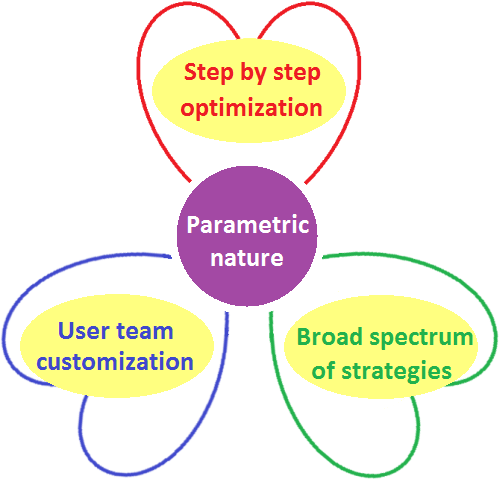 Step by step
optimization
Parametric
nature
User team
customization
Broad spectrum
of strategies